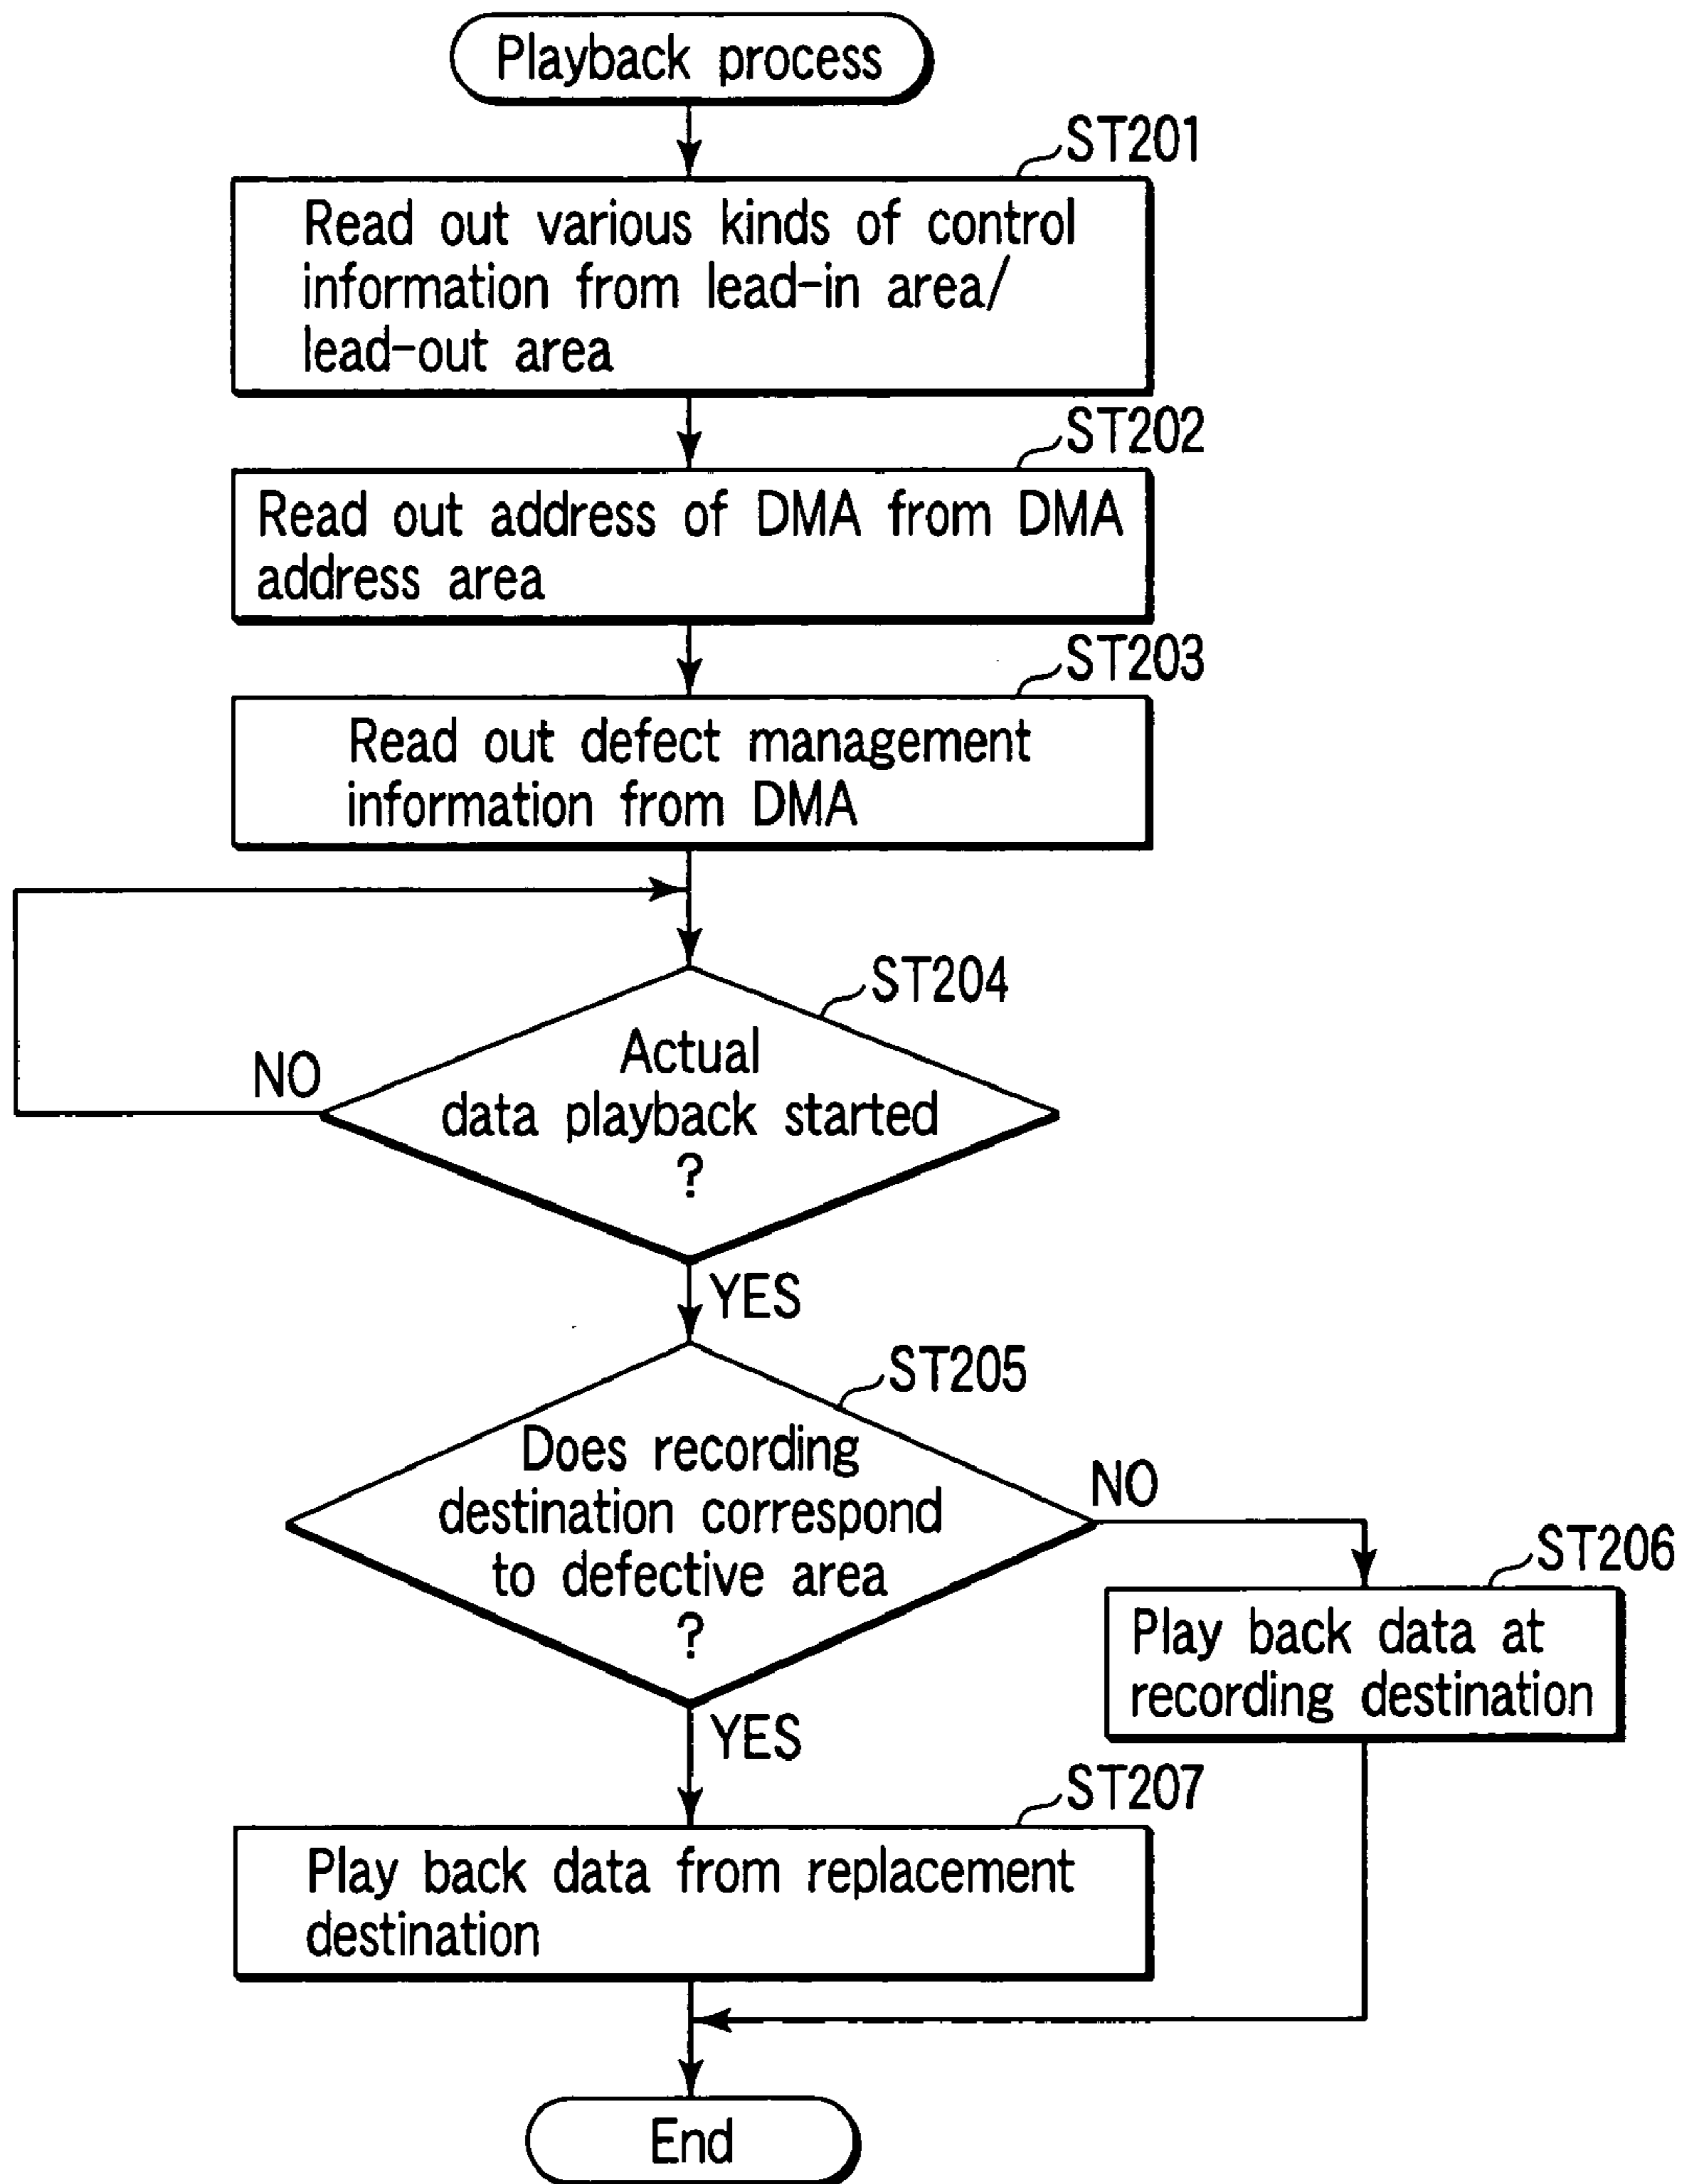 Playback process
ST201
Read out various kinds of control
information from lead-in area/
lead-out area
ST202
Read out address of DMA from DMA
address area
ST203
Read out defect management
information from DMA
ST204
Actual
data playback started
?
NO
YES
ST205
Does recording
destination correspond
to defective area
?
NO
ST206
Play back data at
recording destination
YES
ST207
Play back data from replacement
destination
End